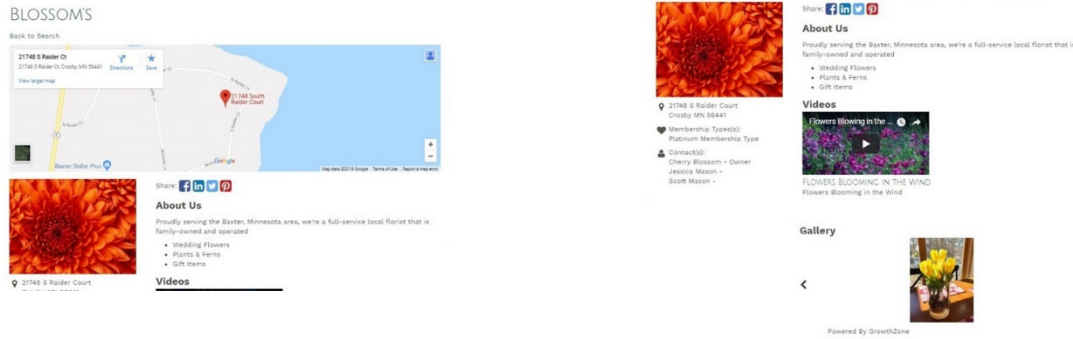 BLOSSOM'S
Back to Search
21748 S Raider Ct
21748 S Raider Ct, Crosby, MN 56441
Directions
Save
View larger map
21748 South
Raider Court
Baxter Dollar Plus
Google
Map data ©2019 Google Terms of Use Report a map error
Share:
About Us
Proudly serving the Baxter, Minnesota area, we're a full-service local florist that is
family-owned and operated
• Wedding Flowers
• Plants & Ferns
• Gift Items
21748 S Raider Court
Videos
Share:
About Us
Proudly serving the Baxter, Minnesota area, we're a full-service local florist that
family-owned and operated
• Wedding Flowers
• Plants & Ferns
• Gift Items
21748 S Raider Court
Crosby MN 56441
Membership Types(s):
Platinum Membership Type
Contact(s):
Cherry Blossom - Owner
Jessica Mason -
Scott Mason -
Videos
Flowers Blowing in the ...
FLOWERS BLOOMING IN THE WIND
Flowers Blooming in the Wind
Gallery
Powered By GrowthZone